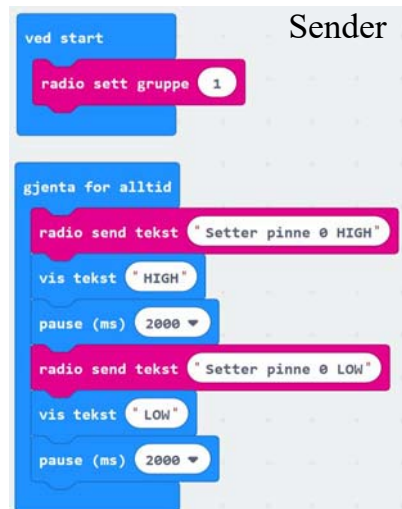 Sender
ved start
radio sett gruppe 1
gjenta for alltid
radio send tekst "Setter pinne 0 HIGH"
vis tekst "HIGH"
pause (ms) 2000
radio send tekst "Setter pinne 0 LOW"
vis tekst "LOW"
pause (ms) 2000